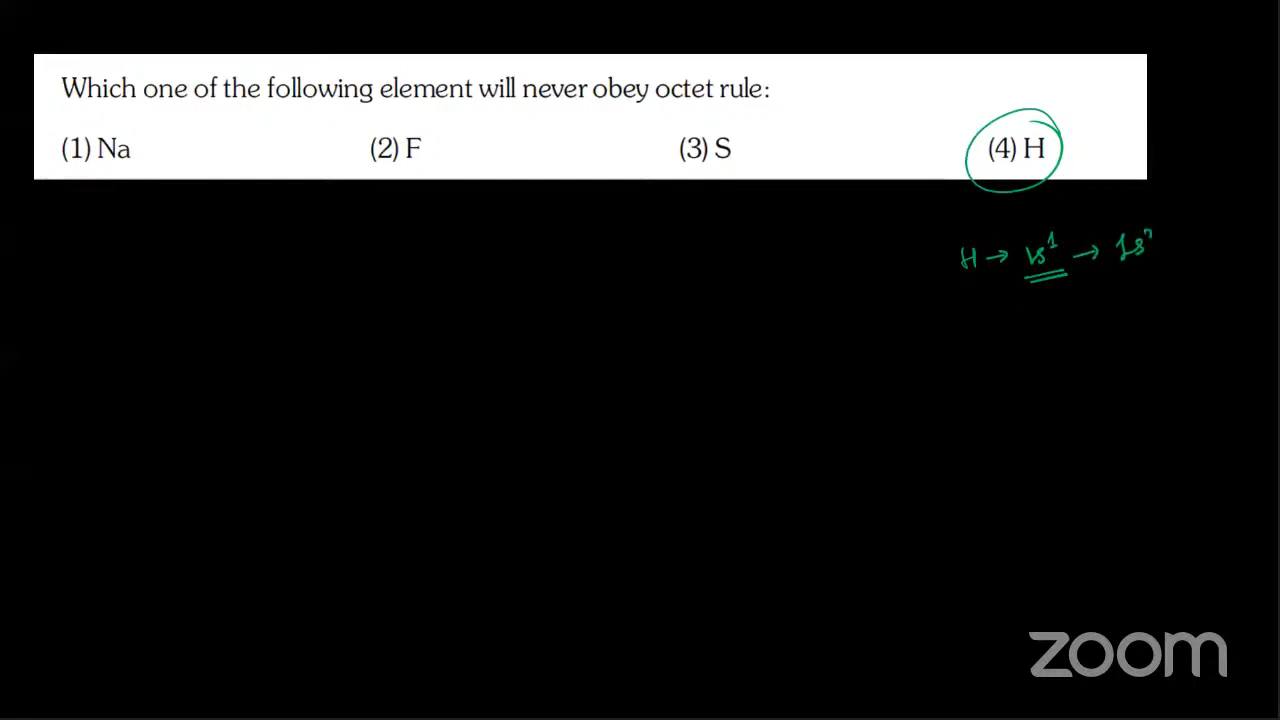 Which one of the following element will never obey octet rule:
(1) Na (2) F (3) S (4) H
H → 1s¹ → 1s²
zoom